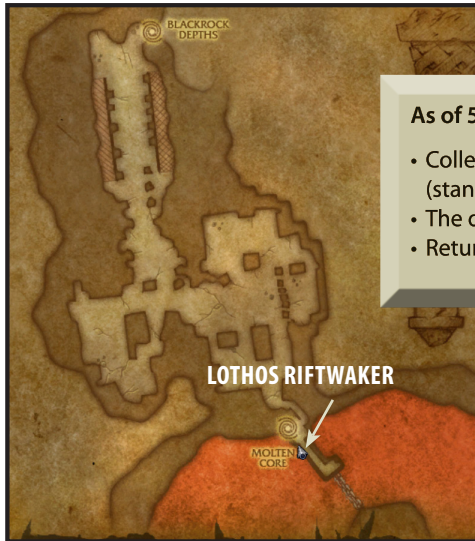 BLACKROCK
DEPTHS
As of 5
• Colle
(stan
• The c
• Retur
LOTHOS RIFTWAKER
MOLTEN
CORE